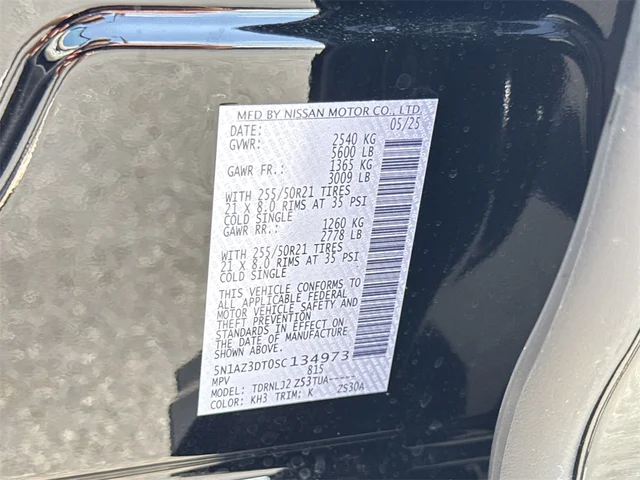 MFD BY NISSAN MOTOR CO., LTD.
DATE: 05/25
GVWR: 2540 KG
5600 LB
GAWR FR.: 1365 KG
3009 LB
WITH 255/50R21 TIRES
21 X 8.0 RIMS AT 35 PSI
COLD SINGLE
GAWR RR.: 1260 KG
2778 LB
WITH 255/50R21 TIRES
21 X 8.0 RIMS AT 35 PSI
COLD SINGLE
THIS VEHICLE CONFORMS TO
ALL APPLICABLE FEDERAL
MOTOR VEHICLE SAFETY AND
THEFT PREVENTION
STANDARDS IN EFFECT ON
THE DATE OF MANUFACTURE
SHOWN ABOVE.
5N1AZ3DT0SC134973
MPV 815
MODEL: TDRNLJ2 Z53TUA-----
COLOR: KH3 TRIM; K ZS30A